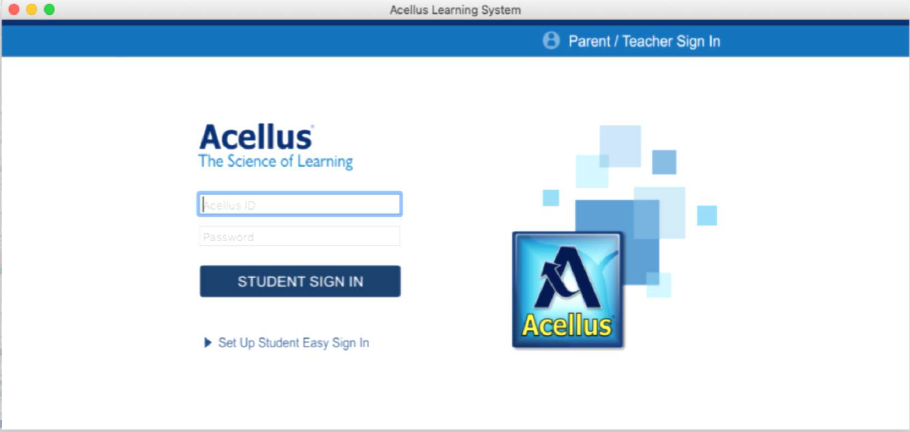 Acellus Learning System
Parent / Teacher Sign In
Acellus
The Science of Learning
Acellus ID
Password
STUDENT SIGN IN
Set Up Student Easy Sign In
A
Acellus